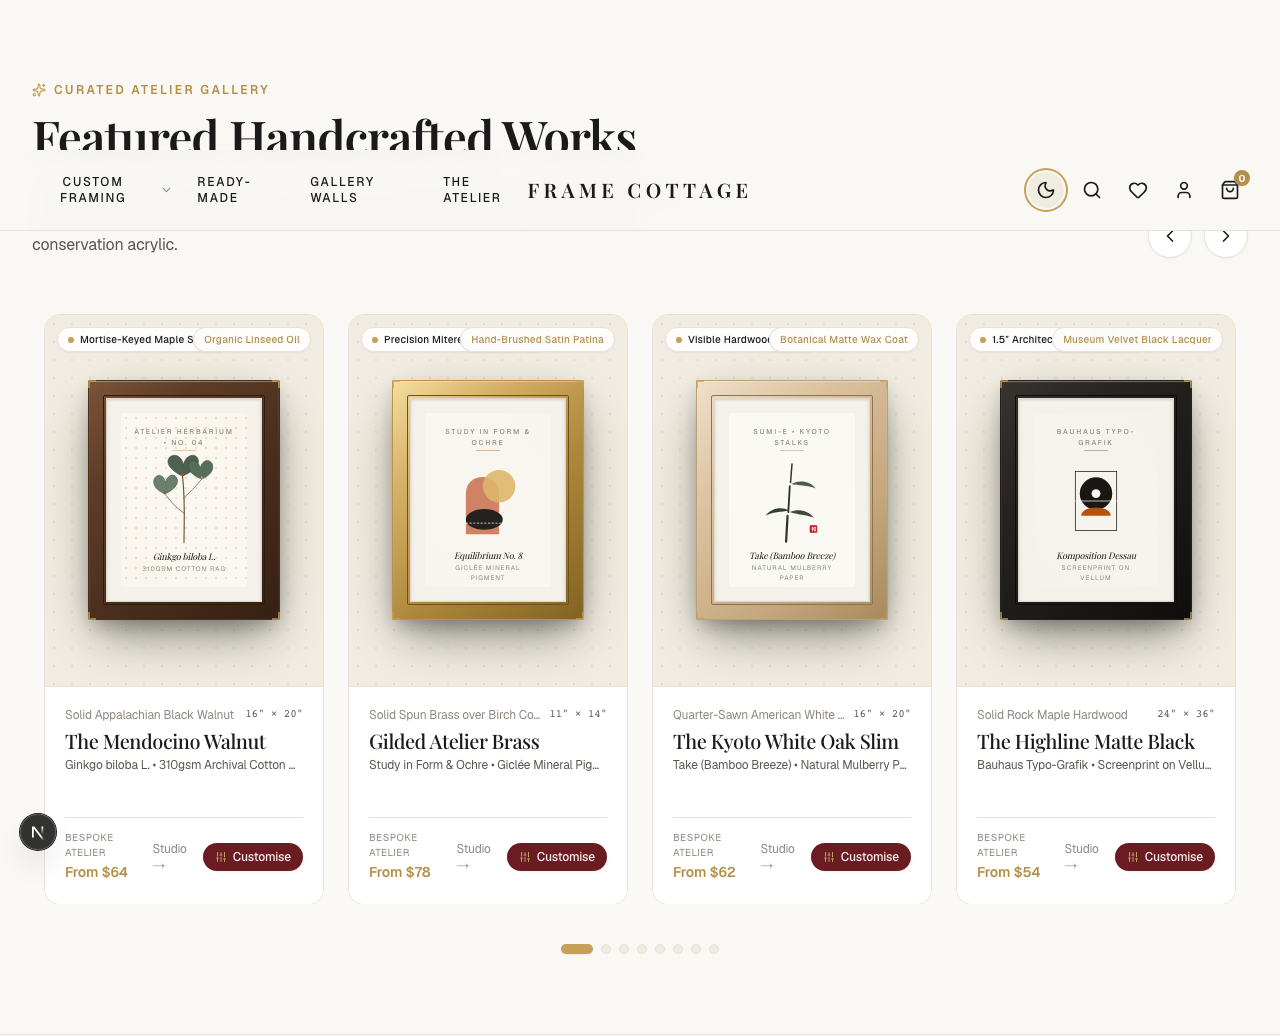 CURATED ATELIER GALLERY
Featured Handcrafted Works
CUSTOM FRAMING
READY-MADE
GALLERY WALLS
THE ATELIER
FRAME COTTAGE
0
conservation acrylic.
Mortise-Keyed Maple S
Organic Linseed Oil
Precision Mitere
Hand-Brushed Satin Patina
Visible Hardwood
Botanical Matte Wax Coat
1.5" Architec
Museum Velvet Black Lacquer
ATELIER HERBARIUM
• NO. 04
Ginkgo biloba L.
310GSM COTTON RAG
STUDY IN FORM &
OCHRE
Equilibrium No. 8
GICLÉE MINERAL
PIGMENT
SUMI-E • KYOTO
STALKS
Take (Bamboo Breeze)
NATURAL MULBERRY
PAPER
BAUHAUS TYPO-
GRAFIK
Komposition Dessau
SCREENPRINT ON
VELLUM
Solid Appalachian Black Walnut
16" × 20"
The Mendocino Walnut
Ginkgo biloba L. • 310gsm Archival Cotton ...
BESPOKE
ATELIER
From $64
Studio
→
Customise
Solid Spun Brass over Birch Co...
11" × 14"
Gilded Atelier Brass
Study in Form & Ochre • Giclée Mineral Pig...
BESPOKE
ATELIER
From $78
Studio
→
Customise
Quarter-Sawn American White ...
16" × 20"
The Kyoto White Oak Slim
Take (Bamboo Breeze) • Natural Mulberry P...
BESPOKE
ATELIER
From $62
Studio
→
Customise
Solid Rock Maple Hardwood
24" × 36"
The Highline Matte Black
Bauhaus Typo-Grafik • Screenprint on Vellu...
BESPOKE
ATELIER
From $54
Studio
→
Customise
N